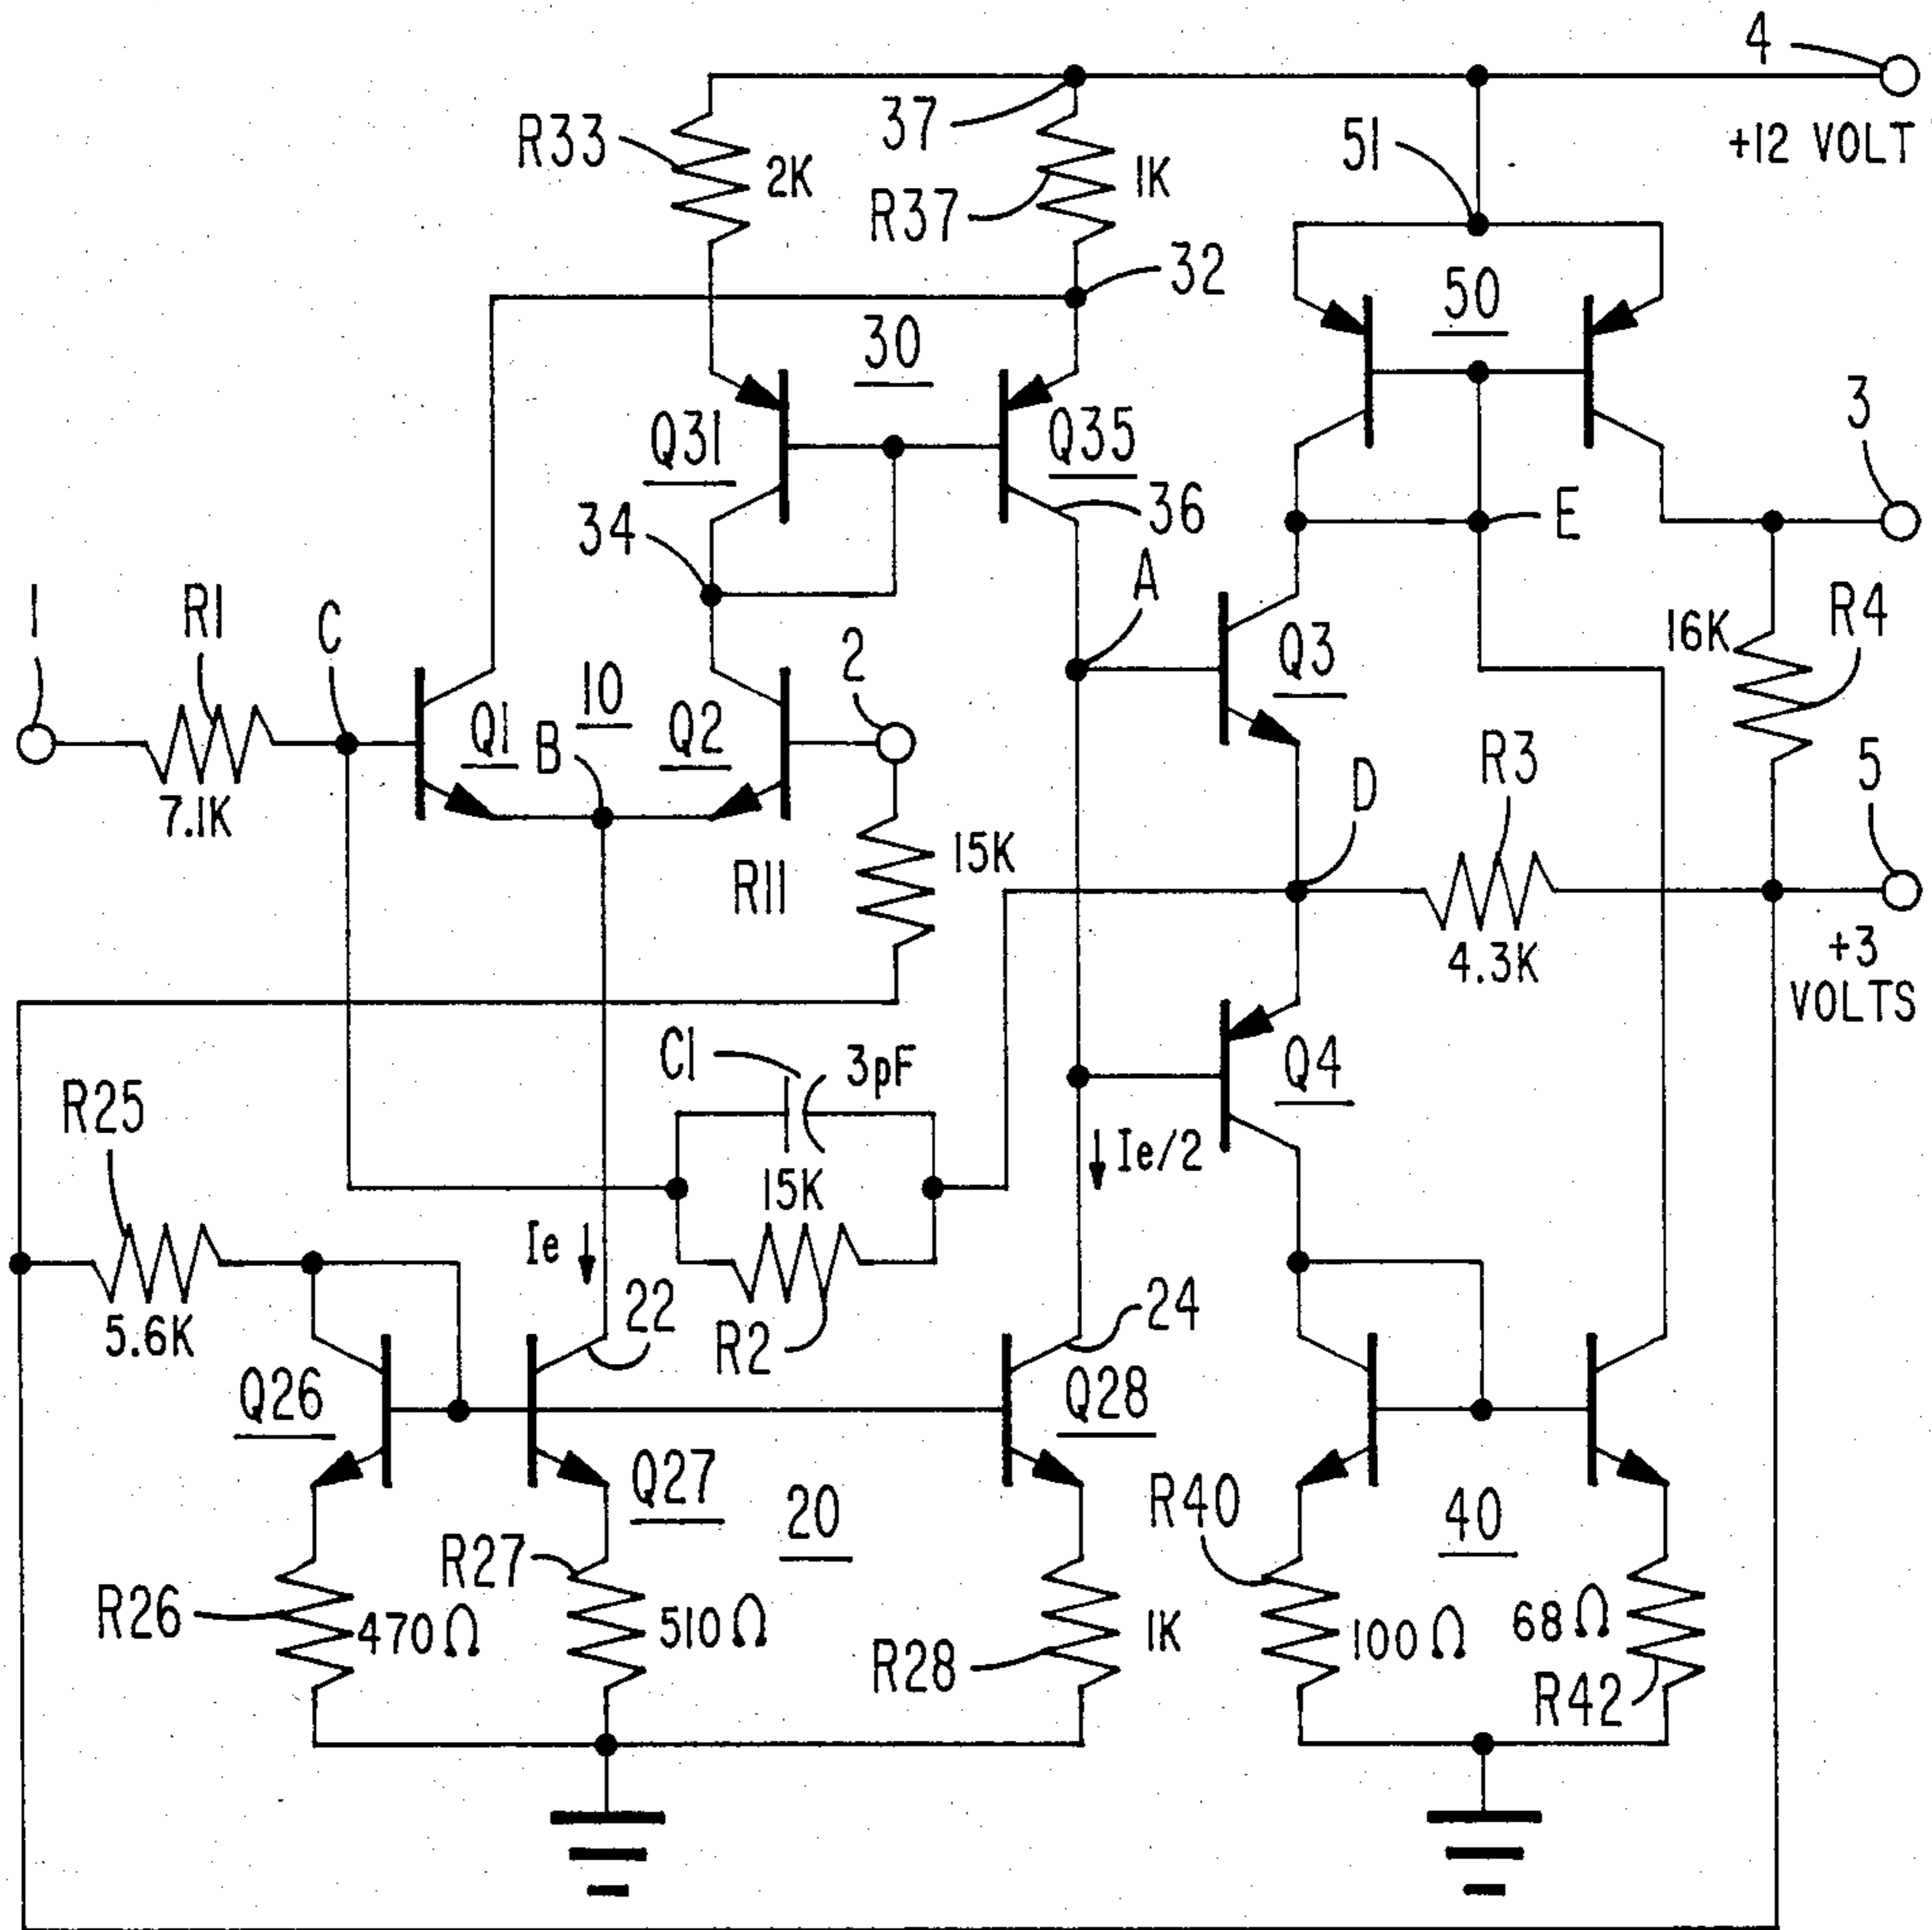 4
37
+12 VOLT
R33
2K
R37
1K
51
32
50
30
3
Q31
Q35
36
34
E
A
R1
C
1
7.1K
Q1
10
B
Q2
2
Q3
16K
R4
D
R3
5
R11
15K
4.3K
+3
VOLTS
C1
3pF
Q4
R25
15K
Ie/2
Ie
22
24
5.6K
R2
Q26
Q28
Q27
20
R40
40
R27
R26
470Ω
510Ω
R28
1K
100Ω
68Ω
R42